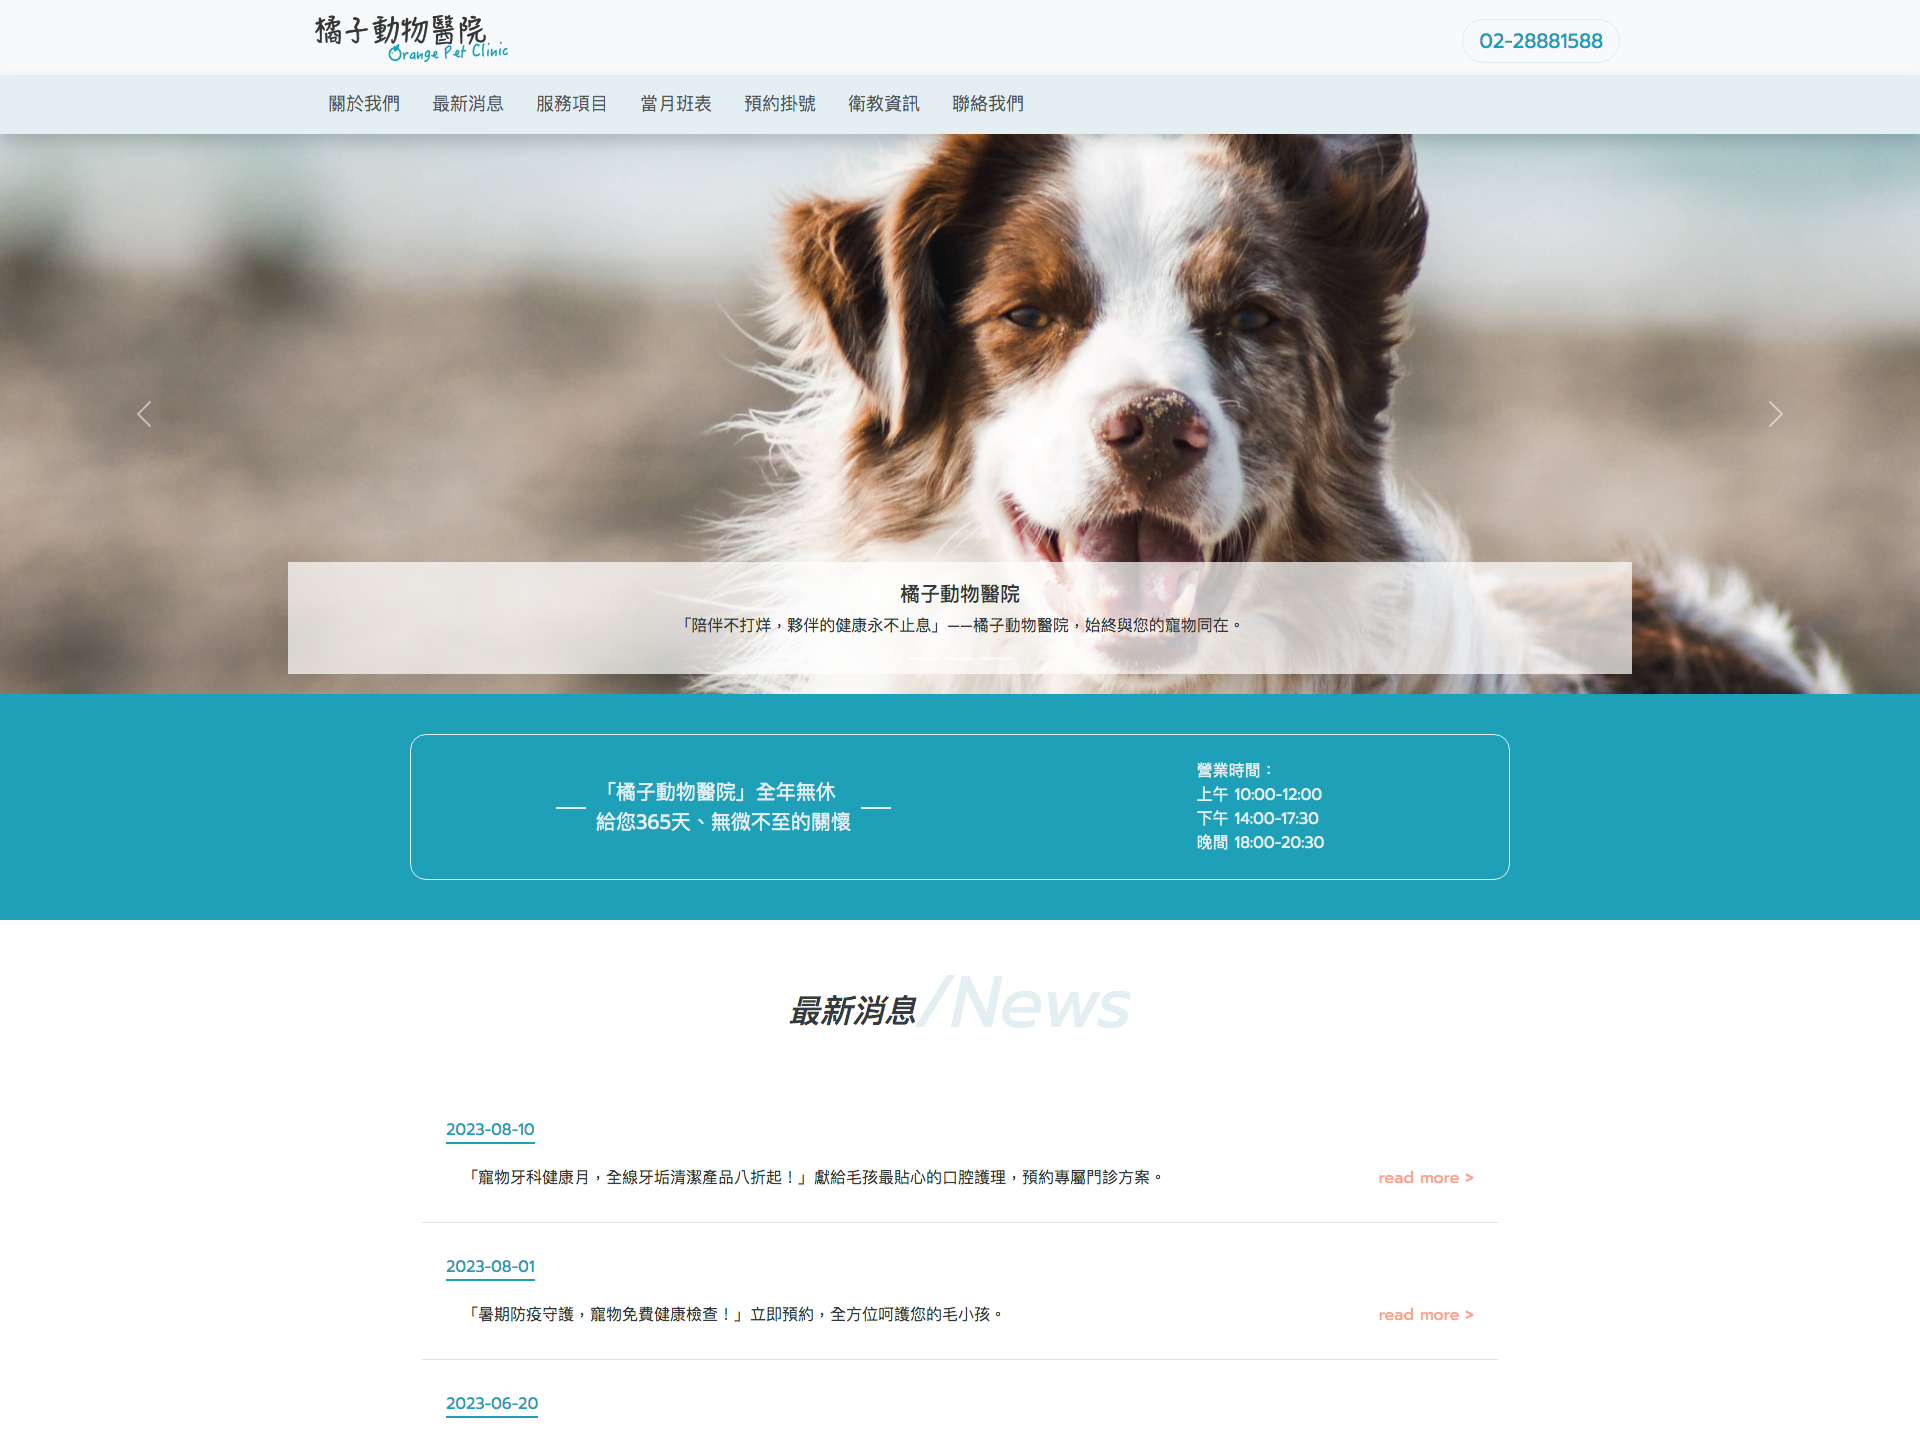 橘子動物醫院
Orange Pet Clinic
02-28881588
關於我們 最新消息 服務項目 當月班表 預約掛號 衛教資訊 聯絡我們
橘子動物醫院
「陪伴不打烊，夥伴的健康永不止息」——橘子動物醫院，始終與您的寵物同在。
「橘子動物醫院」全年無休
給您365天、無微不至的關懷
營業時間：
上午 10:00-12:00
下午 14:00-17:30
晚間 18:00-20:30
最新消息/News
2023-08-10
「寵物牙科健康月，全線牙垢清潔產品八折起！」獻給毛孩最貼心的口腔護理，預約專屬門診方案。
read more >
2023-08-01
「暑期防疫守護，寵物免費健康檢查！」立即預約，全方位呵護您的毛小孩。
read more >
2023-06-20